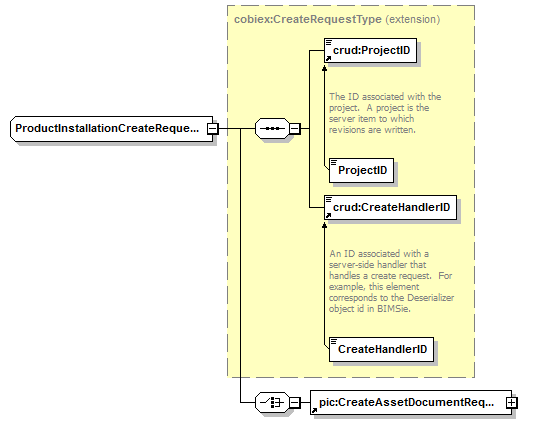 cobiex:CreateRequestType (extension)
crud:ProjectID
The ID associated with the
project.  A project is the
server item to which
revisions are written.
ProductInstallationCreateReque...
ProjectID
crud:CreateHandlerID
An ID associated with a
server-side handler that
handles a create request.  For
example, this element
corresponds to the Deserializer
object id in BIMSie.
CreateHandlerID
pic:CreateAssetDocumentReq...